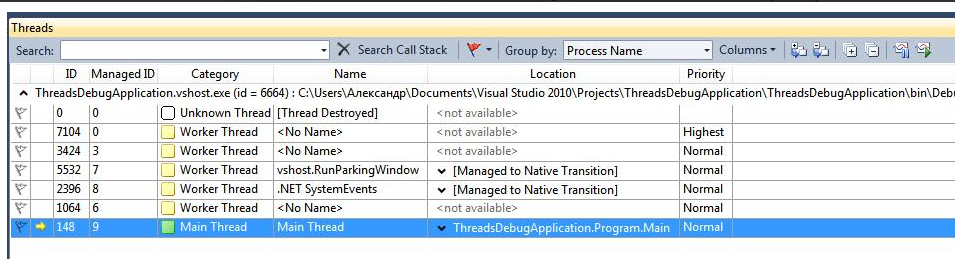 Threads
Search: Search Call Stack Group by: Process Name Columns
ID Managed ID Category Name Location Priority
ThreadsDebugApplication.vshost.exe (id = 6664) : C:\Users\Александр\Documents\Visual Studio 2010\Projects\ThreadsDebugApplication\ThreadsDebugApplication\bin\Debu
0 0 Unknown Thread [Thread Destroyed] <not available>
7104 0 Worker Thread <No Name> <not available> Highest
3424 3 Worker Thread <No Name> <not available> Normal
5532 7 Worker Thread vshost.RunParkingWindow [Managed to Native Transition] Normal
2396 8 Worker Thread .NET SystemEvents [Managed to Native Transition] Normal
1064 6 Worker Thread <No Name> <not available> Normal
148 9 Main Thread Main Thread ThreadsDebugApplication.Program.Main Normal